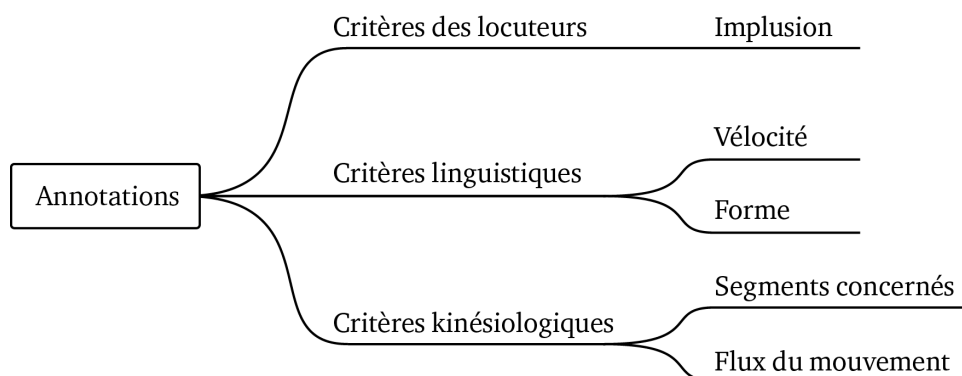 Critères des locuteurs
Implusion
Annotations
Critères linguistiques
Vélocité
Forme
Critères kinésiologiques
Segments concernés
Flux du mouvement